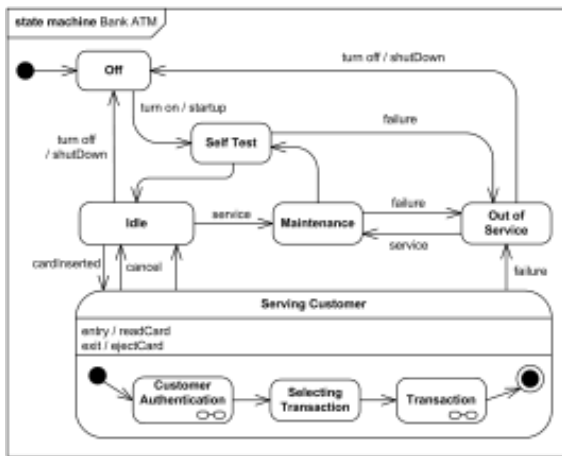 state machine Bank ATM
turn off / shutDown
Off
turn on / startup
failure
turn off
/ shutDown
Self Test
Idle
service
Maintenance
failure
Out of
Service
service
cardInserted
cancel
failure
Serving Customer
entry / readCard
exit / ejectCard
Customer
Authentication
Selecting
Transaction
Transaction